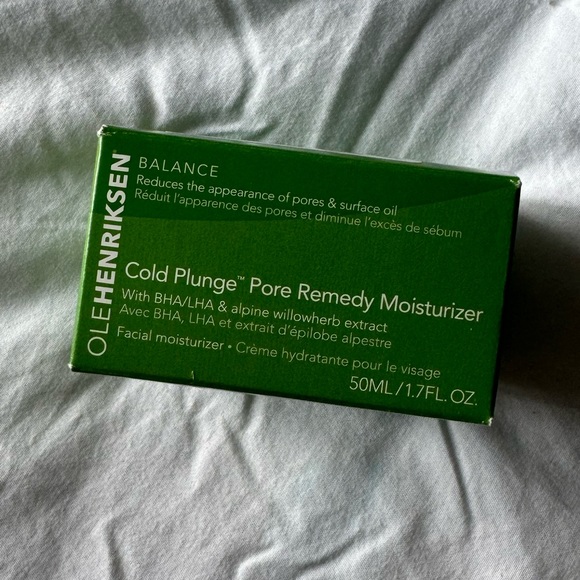 OLEHENRIKSEN®
BALANCE
Reduces the appearance of pores & surface oil
Réduit l'apparence des pores et diminue l'excès de sébum
Cold Plunge™ Pore Remedy Moisturizer
With BHA/LHA & alpine willowherb extract
Avec BHA, LHA et extrait d'épilobe alpestre
Facial moisturizer • Crème hydratante pour le visage
50ML/1.7FL. OZ.